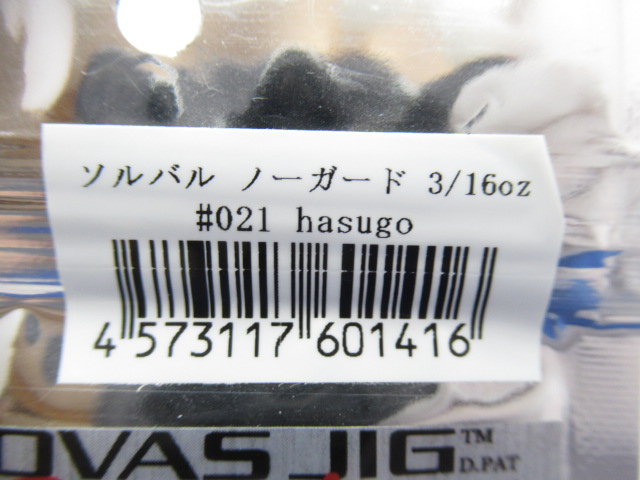 ソルバル ノーガード 3/16oz
#021 hasugo
4 573117 601416
OVAS JIG™
D.PAT